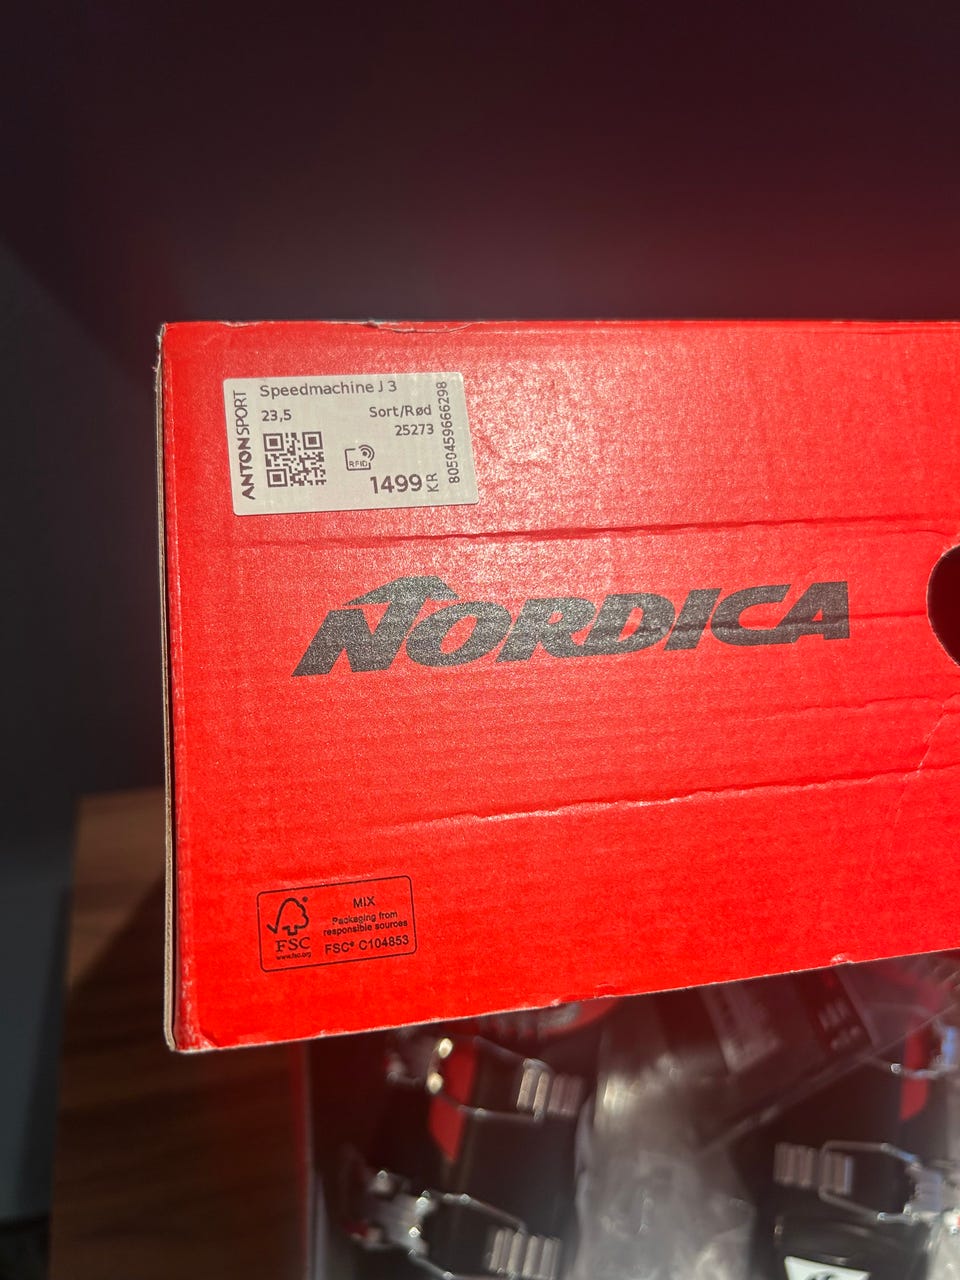 ANTON SPORT
Speedmachine J 3
23,5
Sort/Rød
25273
RFID
1499 KR
8050459666298
NORDICA
FSC
www.fsc.org
MIX
Packaging from
responsible sources
FSC® C104853